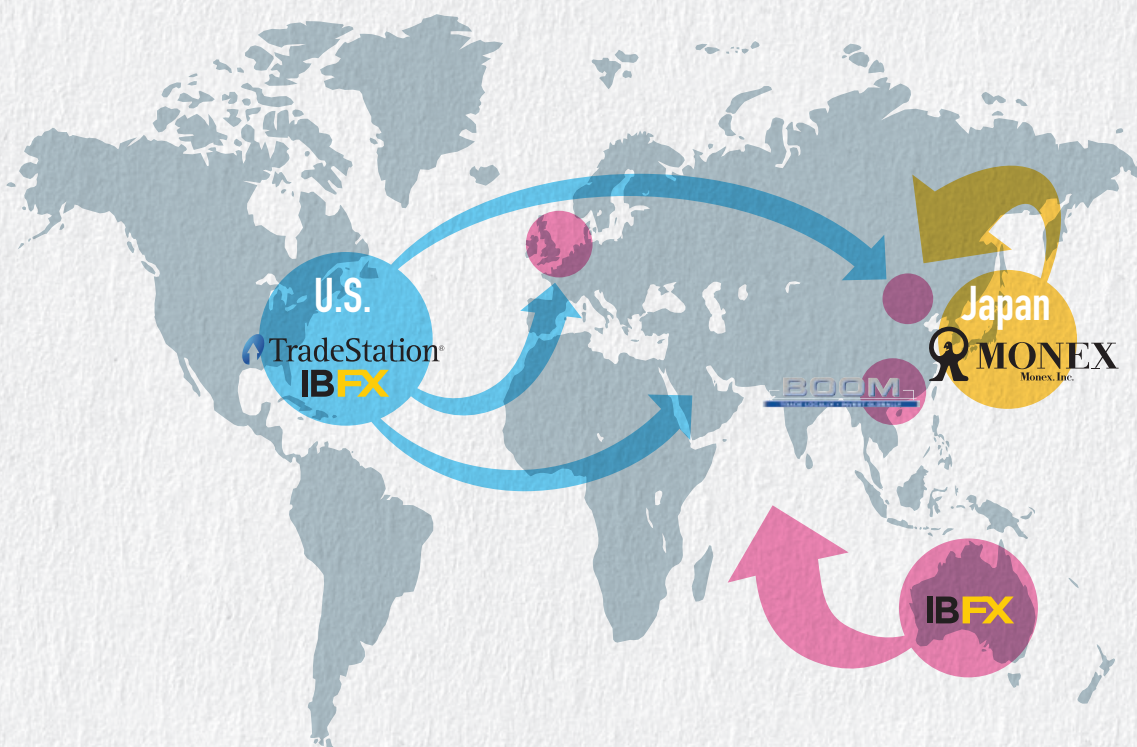 U.S.
TradeStation®
IBFX
Japan
MONEX
Monex, Inc.
BOOM
IBFX